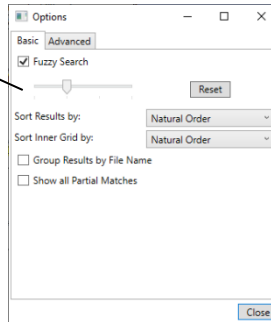 Options
Basic Advanced
Fuzzy Search
Reset
Sort Results by: Natural Order
Sort Inner Grid by: Natural Order
Group Results by File Name
Show all Partial Matches
Close